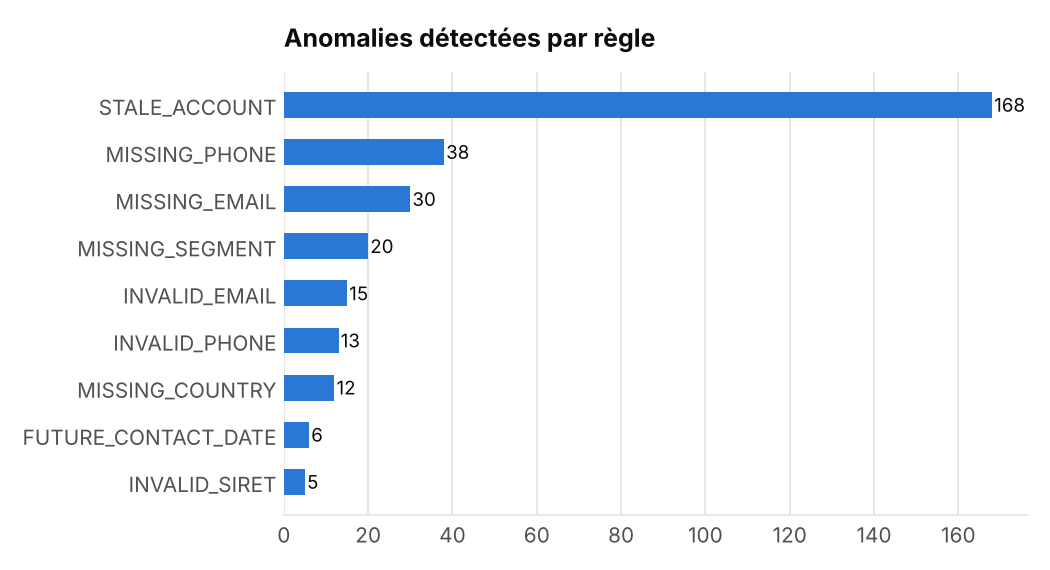 Anomalies détectées par règle
STALE_ACCOUNT 168
MISSING_PHONE 38
MISSING_EMAIL 30
MISSING_SEGMENT 20
INVALID_EMAIL 15
INVALID_PHONE 13
MISSING_COUNTRY 12
FUTURE_CONTACT_DATE 6
INVALID_SIRET 5
0 20 40 60 80 100 120 140 160